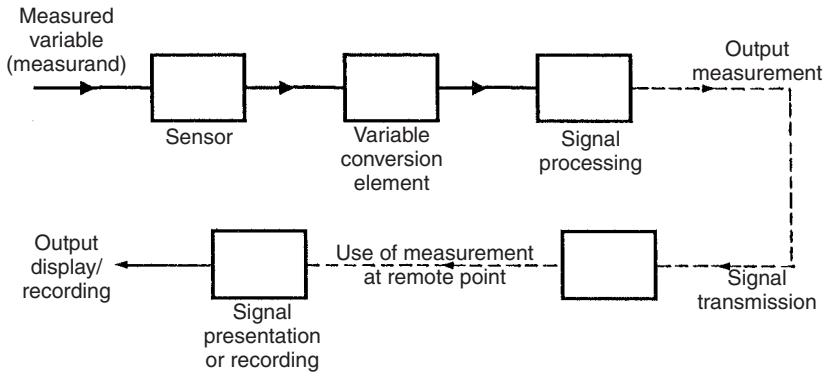 Measured
variable
(measurand)
Output
measurement
Sensor
Variable
conversion
element
Signal
processing
Output
display/
recording
Use of measurement
at remote point
Signal
transmission
Signal
presentation
or recording